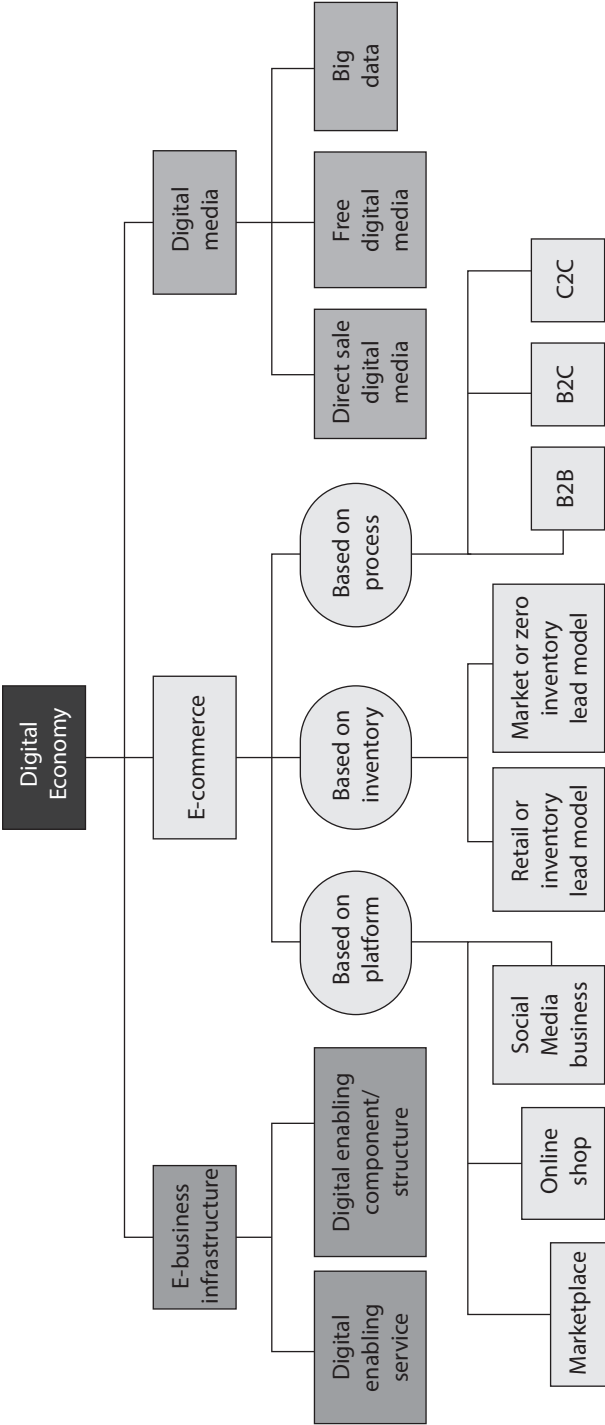 Digital
Economy
E-business
infrastructure
E-commerce
Digital
media
Digital
enabling
service
Digital enabling
component/
structure
Based on
platform
Based on
inventory
Based on
process
Direct sale
digital
media
Free
digital
media
Big
data
Marketplace
Online
shop
Social
Media
business
Retail or
inventory
lead model
Market or zero
inventory
lead model
B2B
B2C
C2C